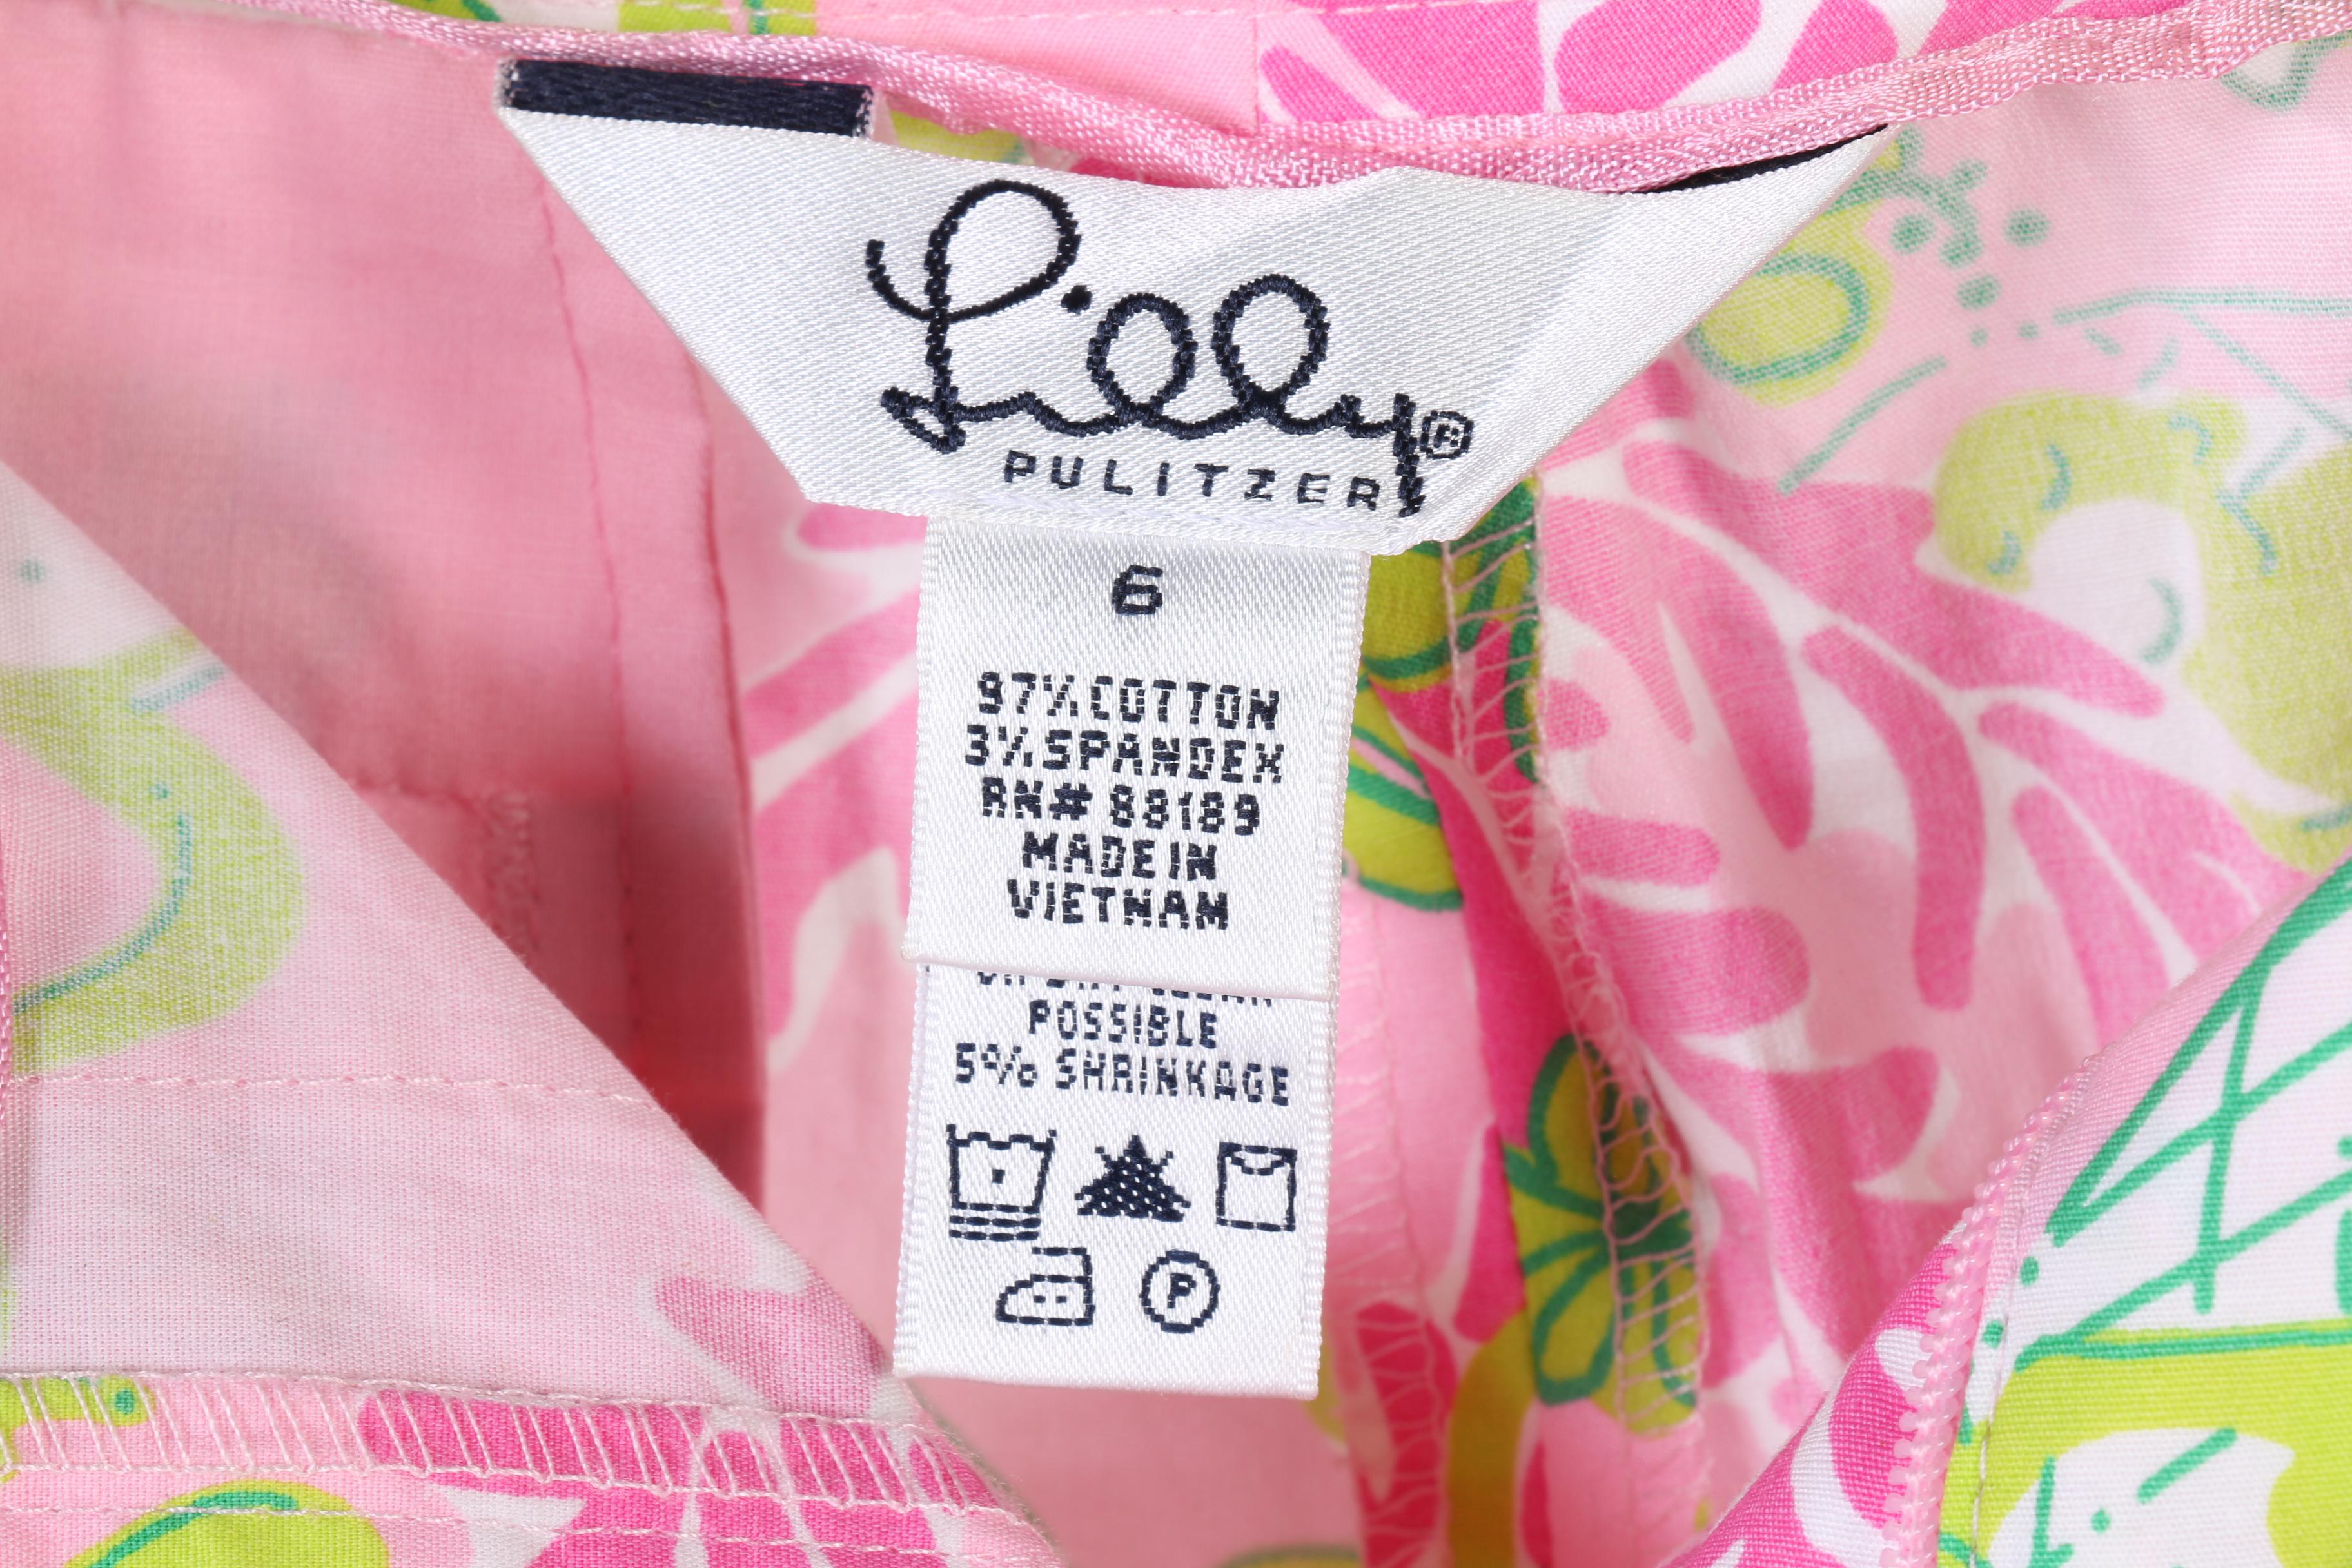 Lilly®
PULITZER
6
97% COTTON
3% SPANDEX
RN# 88189
MADE IN
VIETNAM
POSSIBLE
5% SHRINKAGE
P